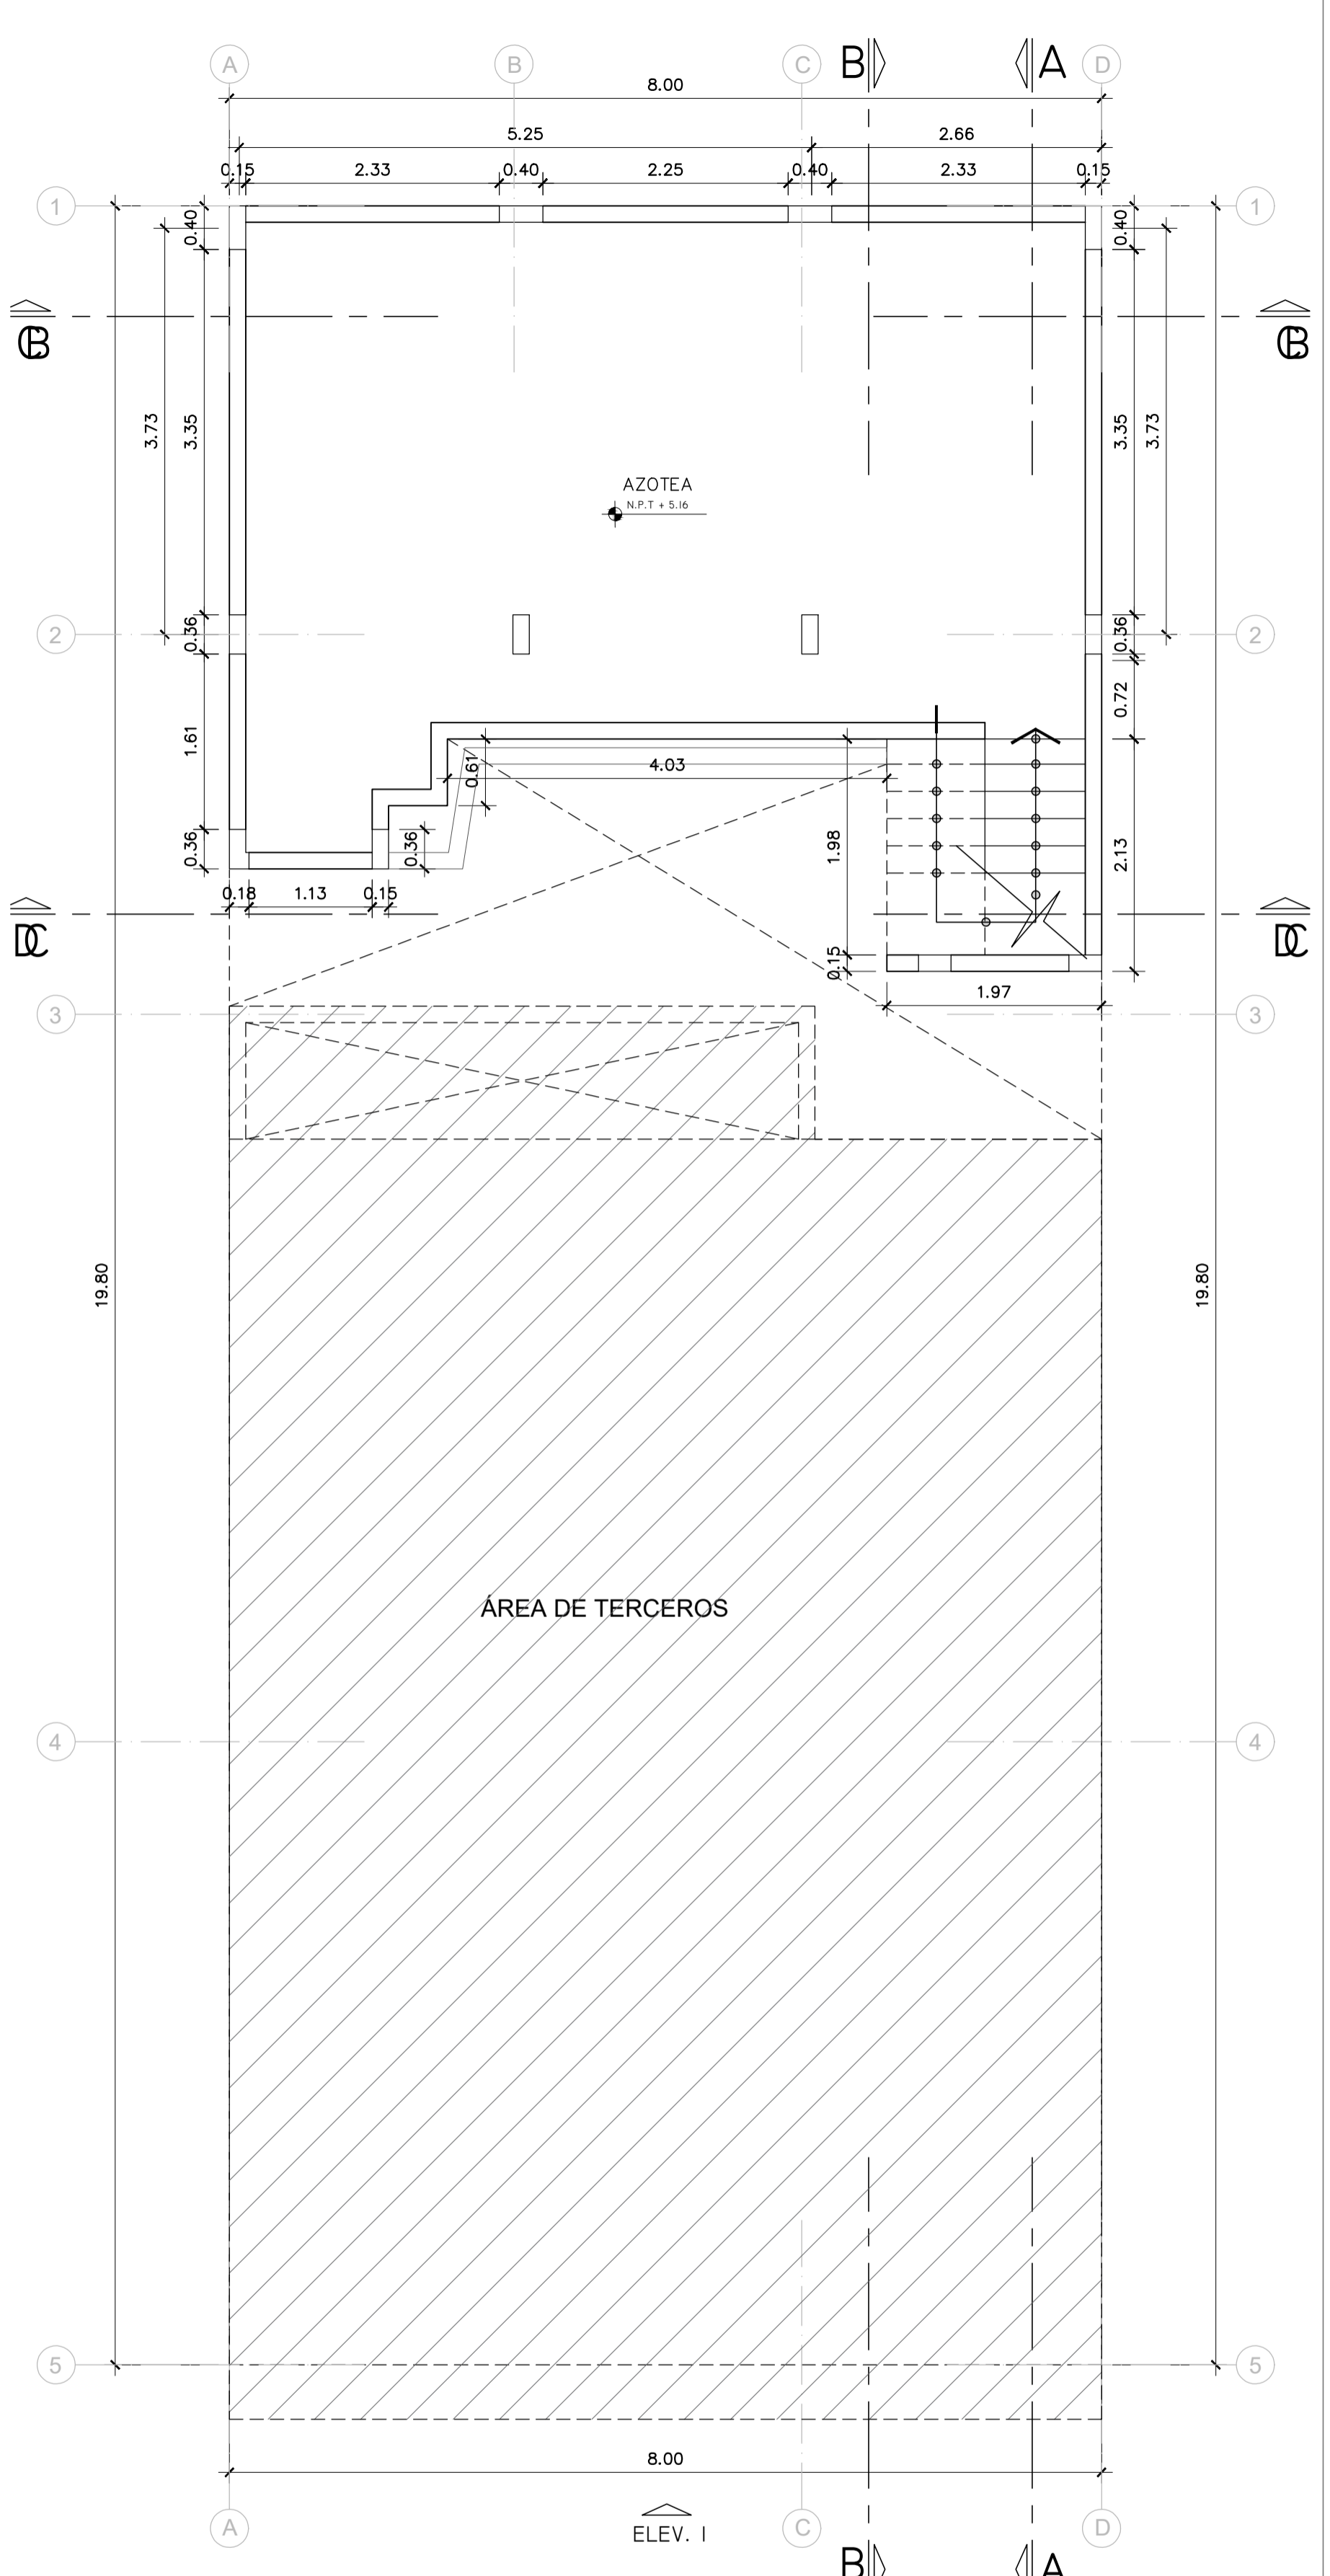 A B C B A D
8.00
5.25 2.66
0.15 2.33 0.40 2.25 0.40 2.33 0.15
1 1
0.40 0.40
CB CB
3.73 3.35 3.35 3.73
AZOTEA
N.P.T + 5.16
2 0.36 0.36 2
0.72
1.61 0.61 4.03
0.36 0.36 1.98 2.13
0.18 1.13 0.15
DC DC
0.15
1.97
3 3
19.80 19.80
ÁREA DE TERCEROS
4 4
5 5
8.00
A C D
ELEV. 1
B A